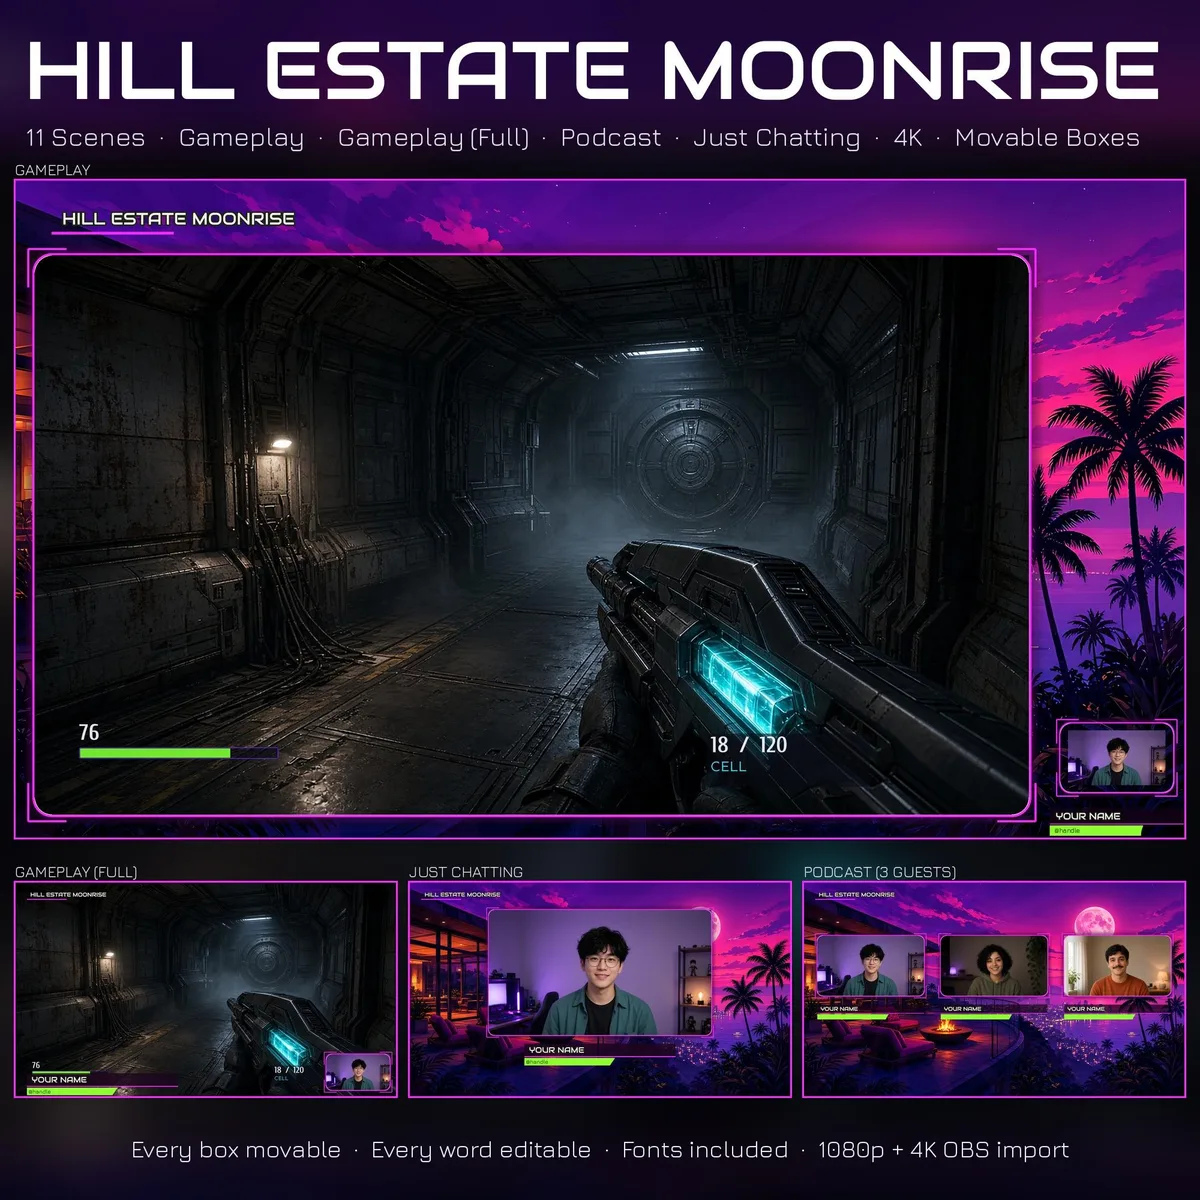 HILL ESTATE MOONRISE
11 Scenes · Gameplay · Gameplay (Full) · Podcast · Just Chatting · 4K · Movable Boxes
GAMEPLAY
HILL ESTATE MOONRISE
76
18 / 120
CELL
YOUR NAME
@handle
GAMEPLAY (FULL)
HILL ESTATE MOONRISE
76
18 / 120
CELL
YOUR NAME
@handle
JUST CHATTING
HILL ESTATE MOONRISE
YOUR NAME
@handle
PODCAST (3 GUESTS)
HILL ESTATE MOONRISE
YOUR NAME
YOUR NAME
YOUR NAME
Every box movable · Every word editable · Fonts included · 1080p + 4K OBS import